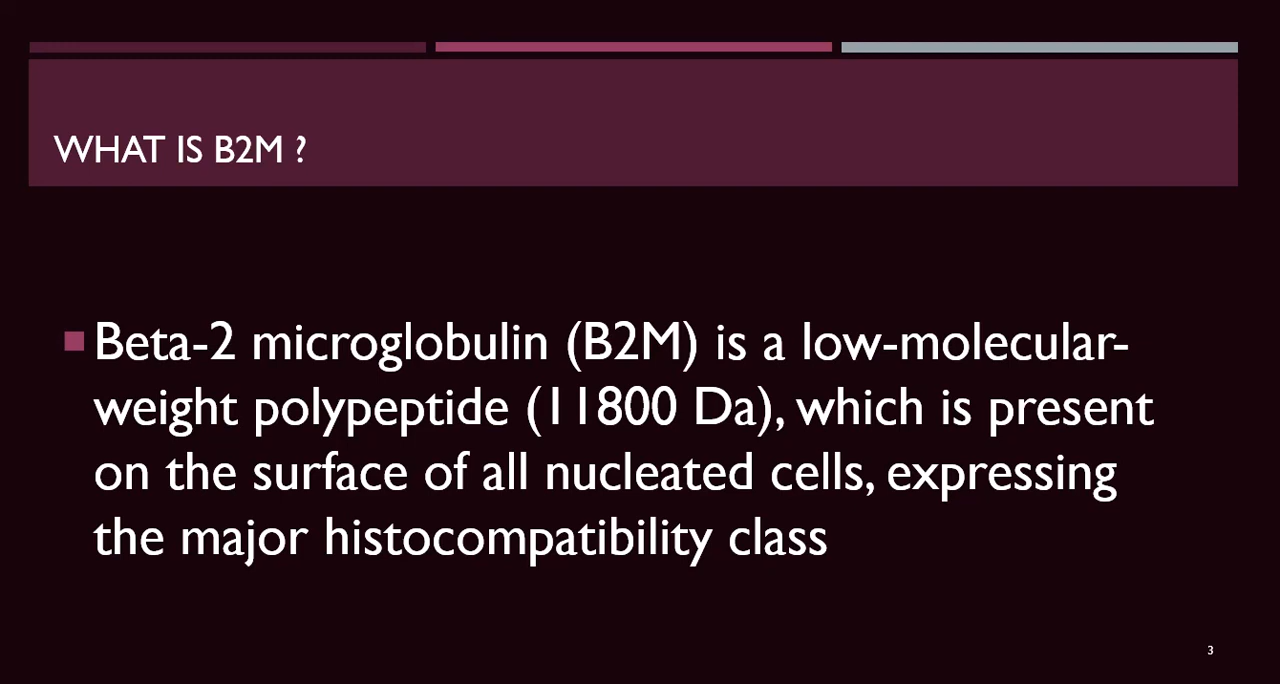 WHAT IS B2M ?
Beta-2 microglobulin (B2M) is a low-molecular-
weight polypeptide (11800 Da), which is present
on the surface of all nucleated cells, expressing
the major histocompatibility class
3